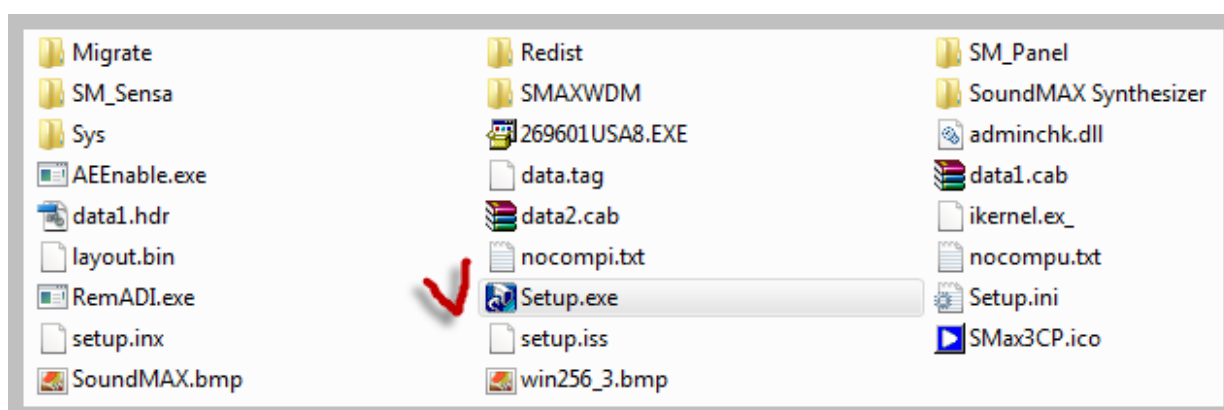 Migrate Redist SM_Panel
SM_Sensa SMAXWDM SoundMAX Synthesizer
Sys 269601USA8.EXE adminchk.dll
AEEnable.exe data.tag data1.cab
data1.hdr data2.cab ikernel.ex_
layout.bin nocompi.txt nocompu.txt
RemADI.exe Setup.exe Setup.ini
setup.inx setup.iss SMax3CP.ico
SoundMAX.bmp win256_3.bmp